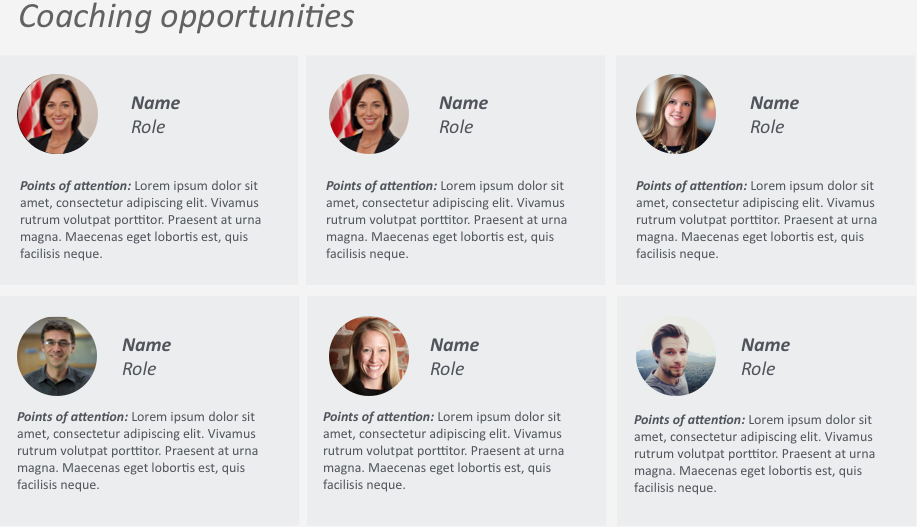 Coaching opportunities
Name
Role
Points of attention: Lorem ipsum dolor sit
amet, consectetur adipiscing elit. Vivamus
rutrum volutpat porttitor. Praesent at urna
magna. Maecenas eget lobortis est, quis
facilisis neque.
Name
Role
Points of attention: Lorem ipsum dolor sit
amet, consectetur adipiscing elit. Vivamus
rutrum volutpat porttitor. Praesent at urna
magna. Maecenas eget lobortis est, quis
facilisis neque.
Name
Role
Points of attention: Lorem ipsum dolor sit
amet, consectetur adipiscing elit. Vivamus
rutrum volutpat porttitor. Praesent at urna
magna. Maecenas eget lobortis est, quis
facilisis neque.
Name
Role
Points of attention: Lorem ipsum dolor sit
amet, consectetur adipiscing elit. Vivamus
rutrum volutpat porttitor. Praesent at urna
magna. Maecenas eget lobortis est, quis
facilisis neque.
Name
Role
Points of attention: Lorem ipsum dolor sit
amet, consectetur adipiscing elit. Vivamus
rutrum volutpat porttitor. Praesent at urna
magna. Maecenas eget lobortis est, quis
facilisis neque.
Name
Role
Points of attention: Lorem ipsum dolor sit
amet, consectetur adipiscing elit. Vivamus
rutrum volutpat porttitor. Praesent at urna
magna. Maecenas eget lobortis est, quis
facilisis neque.